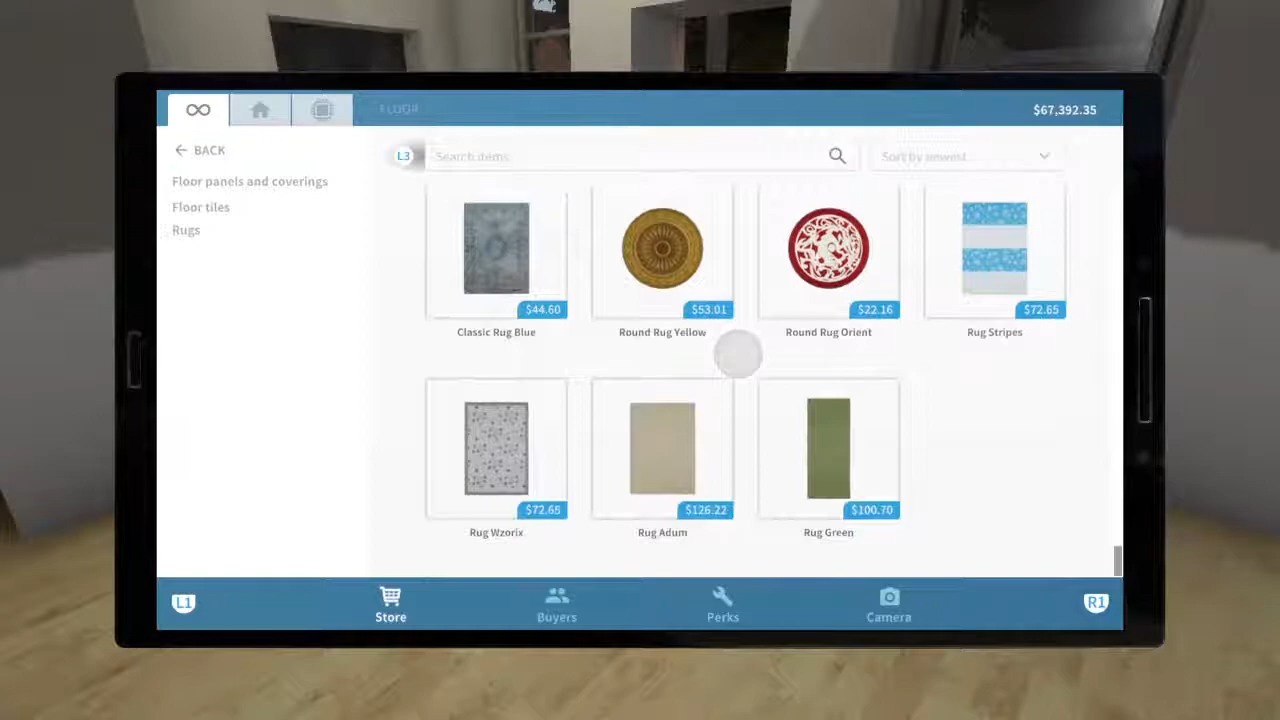 FLOOR
$67,392.35
BACK
Floor panels and coverings
Floor tiles
Rugs
L3
Search items
Sort by newest
$44.60
$53.01
$22.16
$72.65
Classic Rug Blue
Round Rug Yellow
Round Rug Orient
Rug Stripes
$72.65
$126.22
$100.70
Rug Wzorix
Rug Adum
Rug Green
L1
Store
Buyers
Perks
Camera
R1